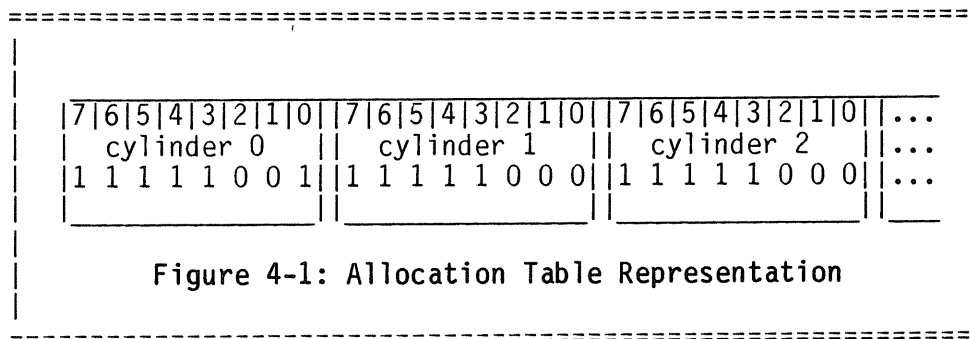 |7|6|5|4|3|2|1|0||7|6|5|4|3|2|1|0||7|6|5|4|3|2|1|0||...
| cylinder 0 || cylinder 1 || cylinder 2 ||...
|1 1 1 1 1 0 0 1||1 1 1 1 1 0 0 0||1 1 1 1 1 0 0 0||...
Figure 4-1: Allocation Table Representation